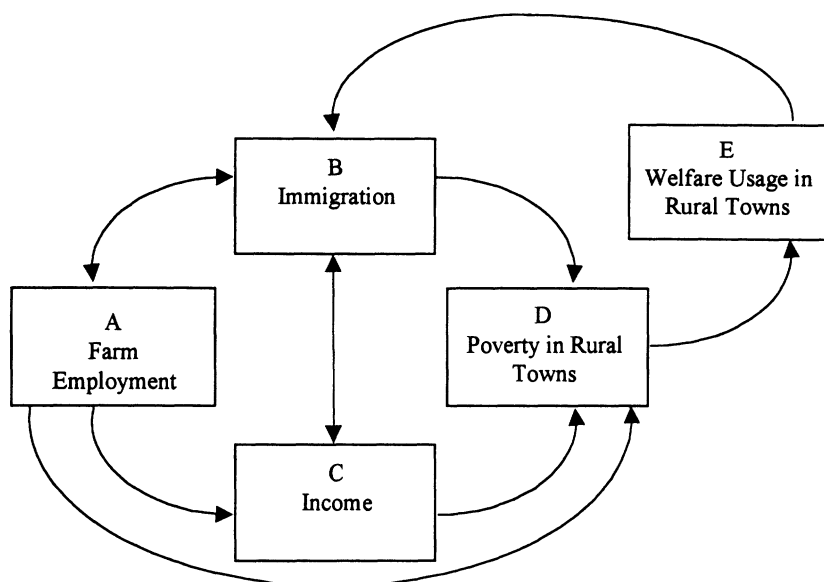 B
Immigration
E
Welfare Usage in
Rural Towns
A
Farm
Employment
D
Poverty in Rural
Towns
C
Income